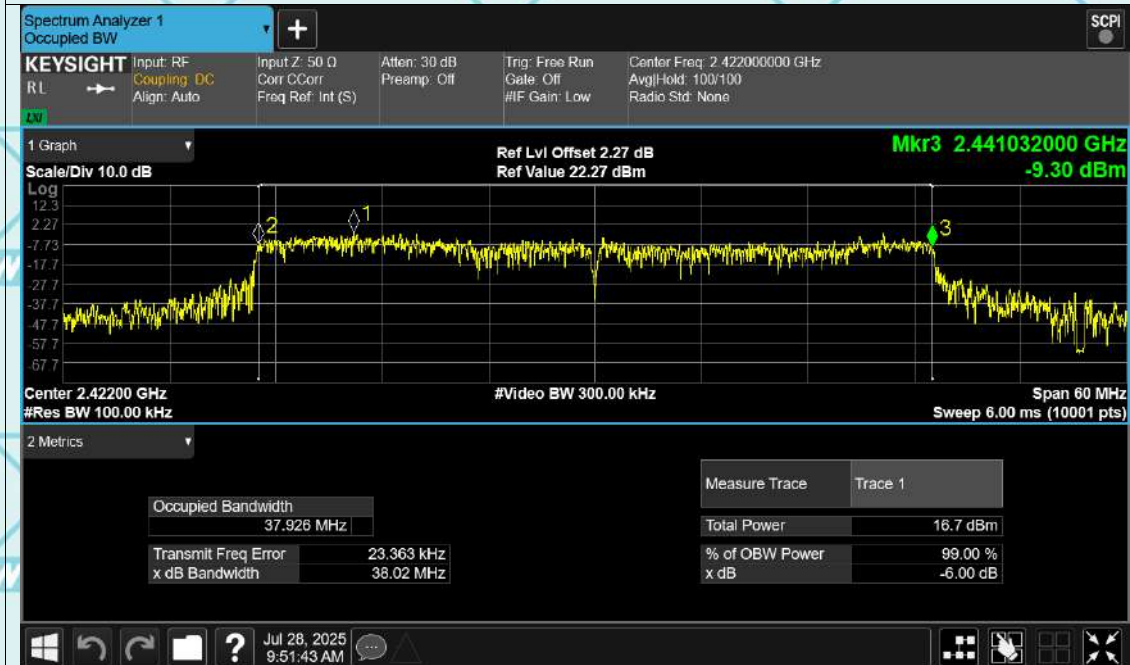 Spectrum Analyzer 1
Occupied BW
+
SCPI
KEYSIGHT
RL
LXI
Input: RF
Coupling: DC
Align: Auto
Input Z: 50 Ω
Corr CCorr
Freq Ref: Int (S)
Atten: 30 dB
Preamp: Off
Trig: Free Run
Gate: Off
#IF Gain: Low
Center Freq: 2.422000000 GHz
Avg|Hold: 100/100
Radio Std: None
1 Graph
Scale/Div 10.0 dB
Ref Lvl Offset 2.27 dB
Ref Value 22.27 dBm
Mkr3 2.441032000 GHz
-9.30 dBm
Log
12.3
2.27
-7.73
-17.7
-27.7
-37.7
-47.7
-57.7
-67.7
1
2
3
Center 2.42200 GHz
#Video BW 300.00 kHz
Span 60 MHz
#Res BW 100.00 kHz
Sweep 6.00 ms (10001 pts)
2 Metrics
Occupied Bandwidth
37.926 MHz
Transmit Freq Error 23.363 kHz
x dB Bandwidth 38.02 MHz
Measure Trace Trace 1
Total Power 16.7 dBm
% of OBW Power 99.00 %
x dB -6.00 dB
?
Jul 28, 2025
9:51:43 AM